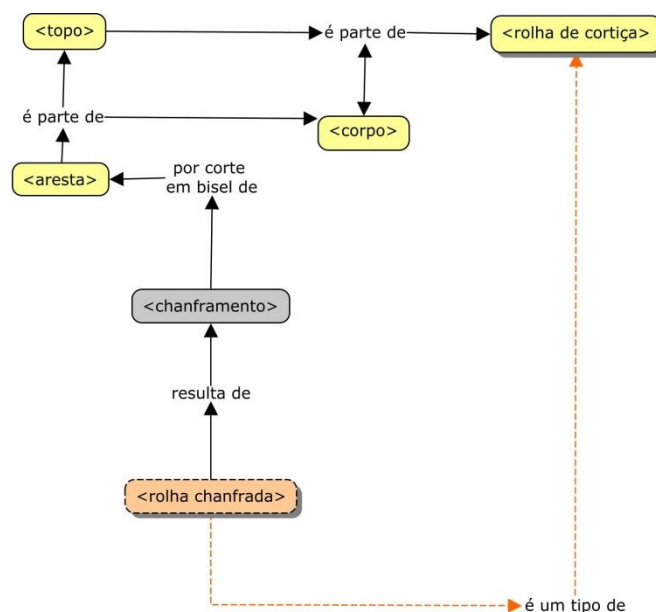 <topo>
é parte de
<rolha de cortiça>
é parte de
<corpo>
<aresta>
por corte
em bisel de
<chanframento>
resulta de
<rolha chanfrada>
é um tipo de